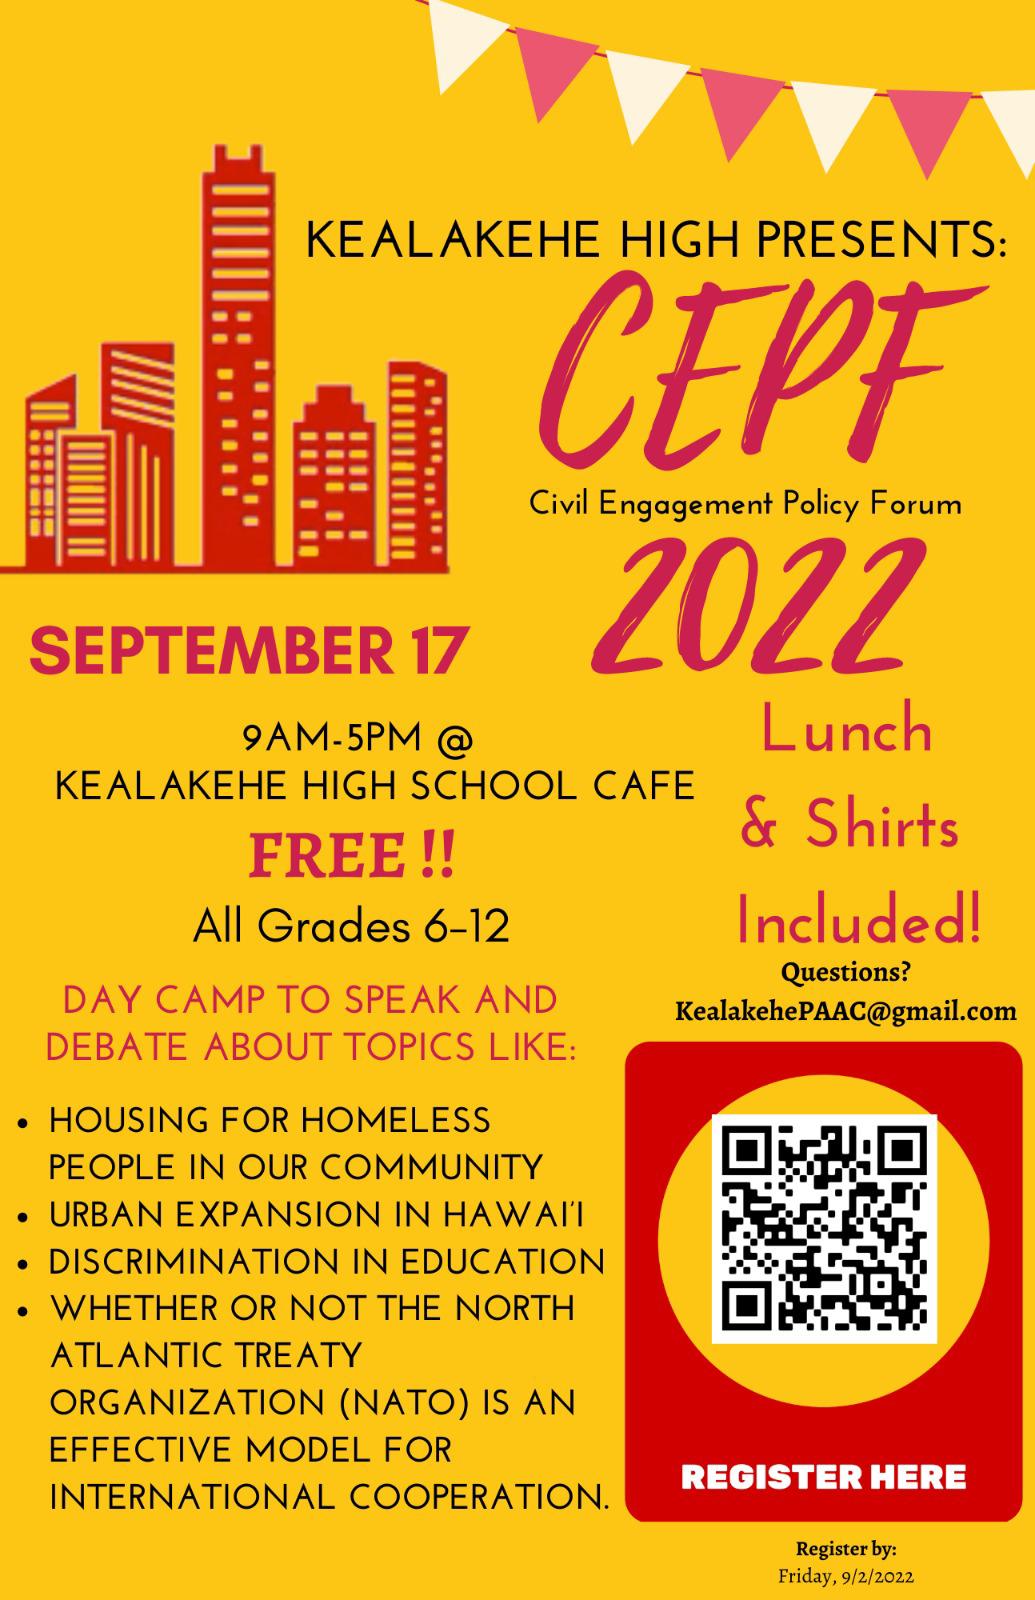 KEALAKEHE HIGH PRESENTS:
CEPF
Civil Engagement Policy Forum
2022
SEPTEMBER 17
9AM-5PM @
KEALAKEHE HIGH SCHOOL CAFE
FREE !!
All Grades 6-12
Lunch
& Shirts
Included!
Questions?
KealakehePAAC@gmail.com
DAY CAMP TO SPEAK AND
DEBATE ABOUT TOPICS LIKE:
• HOUSING FOR HOMELESS
PEOPLE IN OUR COMMUNITY
• URBAN EXPANSION IN HAWAI'I
• DISCRIMINATION IN EDUCATION
• WHETHER OR NOT THE NORTH
ATLANTIC TREATY
ORGANIZATION (NATO) IS AN
EFFECTIVE MODEL FOR
INTERNATIONAL COOPERATION.
REGISTER HERE
Register by:
Friday, 9/2/2022